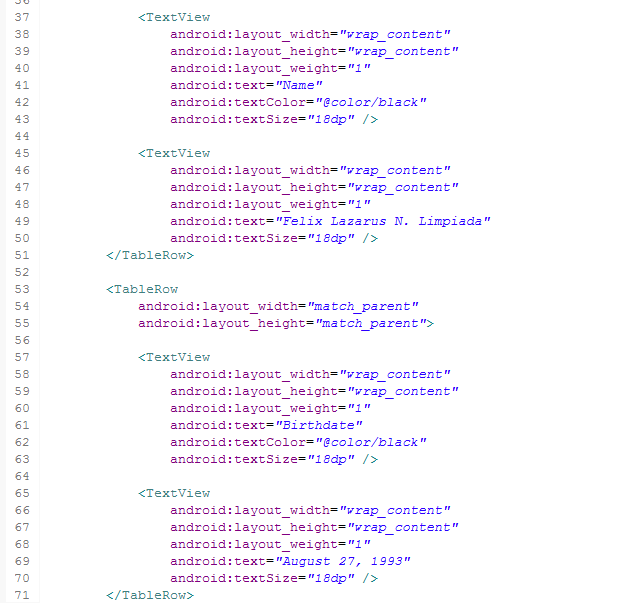 36
37 <TextView
38 android:layout_width="wrap_content"
39 android:layout_height="wrap_content"
40 android:layout_weight="1"
41 android:text="Name"
42 android:textColor="@color/black"
43 android:textSize="18dp" />
44
45 <TextView
46 android:layout_width="wrap_content"
47 android:layout_height="wrap_content"
48 android:layout_weight="1"
49 android:text="Felix Lazarus N. Limpiada"
50 android:textSize="18dp" />
51 </TableRow>
52
53 <TableRow
54 android:layout_width="match_parent"
55 android:layout_height="match_parent">
56
57 <TextView
58 android:layout_width="wrap_content"
59 android:layout_height="wrap_content"
60 android:layout_weight="1"
61 android:text="Birthdate"
62 android:textColor="@color/black"
63 android:textSize="18dp" />
64
65 <TextView
66 android:layout_width="wrap_content"
67 android:layout_height="wrap_content"
68 android:layout_weight="1"
69 android:text="August 27, 1993"
70 android:textSize="18dp" />
71 </TableRow>